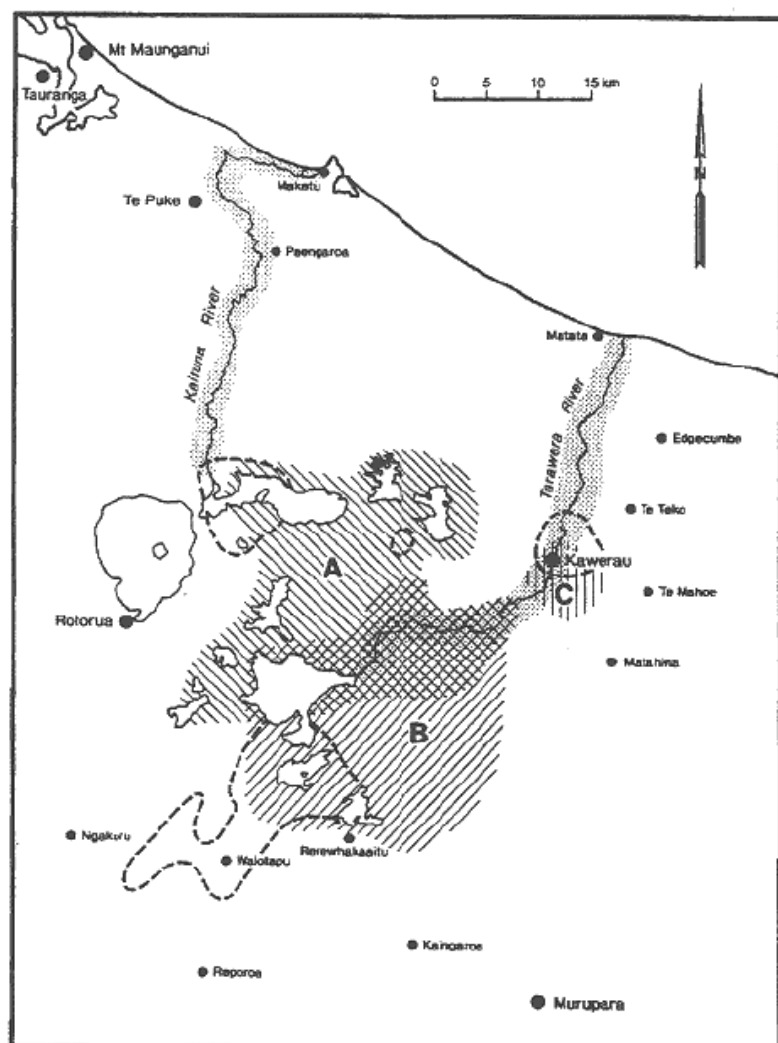 Mt Maunganui
Tauranga
0 5 10 15 km
N
Maketu
Te Puke
Paengaroa
Kaituna River
Matata
Tarawera River
Edgecumbe
Te Teko
Kawerau
A
C
Te Mahoe
Rotorua
Matahina
B
Ngakuru
Waiotapu
Rerewhakaaitu
Kaingaroa
Reporoa
Murupara